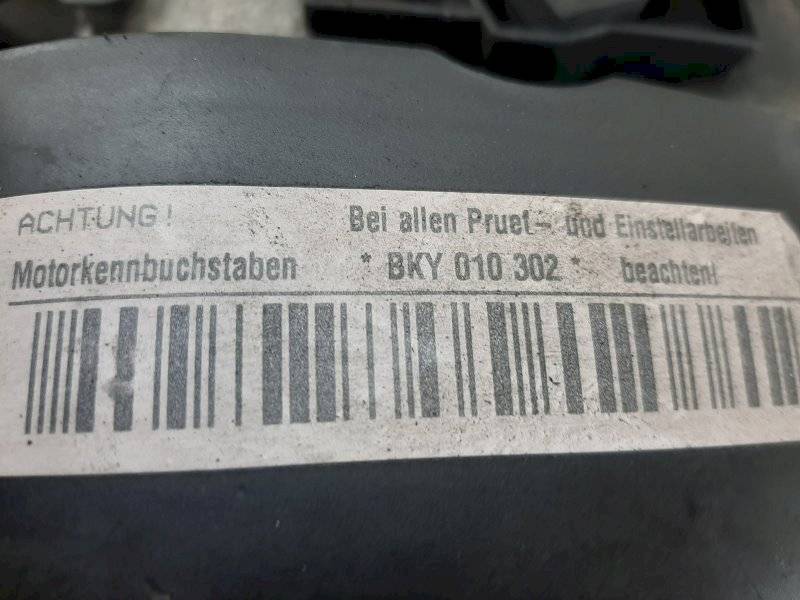 ACHTUNG! Bei allen Pruef- und Einstellarbeiten
Motorkennbuchstaben * BKY 010 302 * beachten!